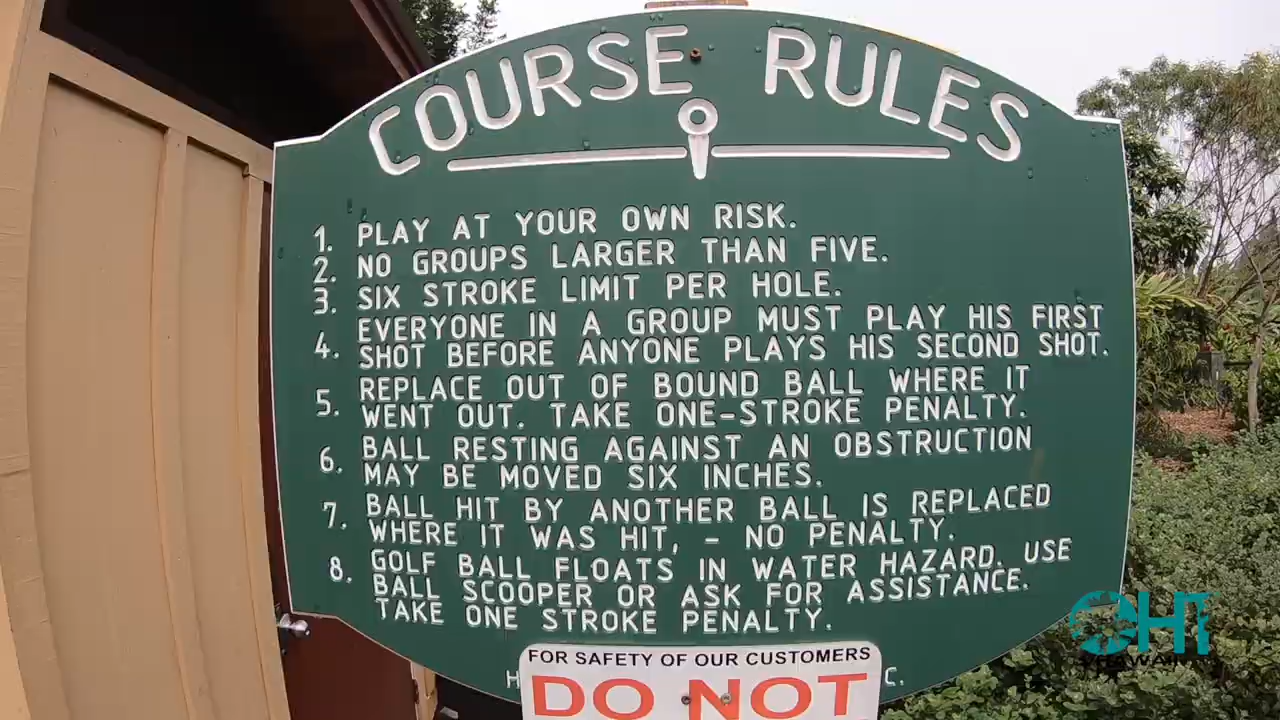 COURSE RULES
1. PLAY AT YOUR OWN RISK.
2. NO GROUPS LARGER THAN FIVE.
3. SIX STROKE LIMIT PER HOLE.
4. EVERYONE IN A GROUP MUST PLAY HIS FIRST
SHOT BEFORE ANYONE PLAYS HIS SECOND SHOT.
5. REPLACE OUT OF BOUND BALL WHERE IT
WENT OUT. TAKE ONE-STROKE PENALTY.
6. BALL RESTING AGAINST AN OBSTRUCTION
MAY BE MOVED SIX INCHES.
7. BALL HIT BY ANOTHER BALL IS REPLACED
WHERE IT WAS HIT, - NO PENALTY.
8. GOLF BALL FLOATS IN WATER HAZARD. USE
BALL SCOOPER OR ASK FOR ASSISTANCE.
TAKE ONE STROKE PENALTY.
FOR SAFETY OF OUR CUSTOMERS
DO NOT
OHT